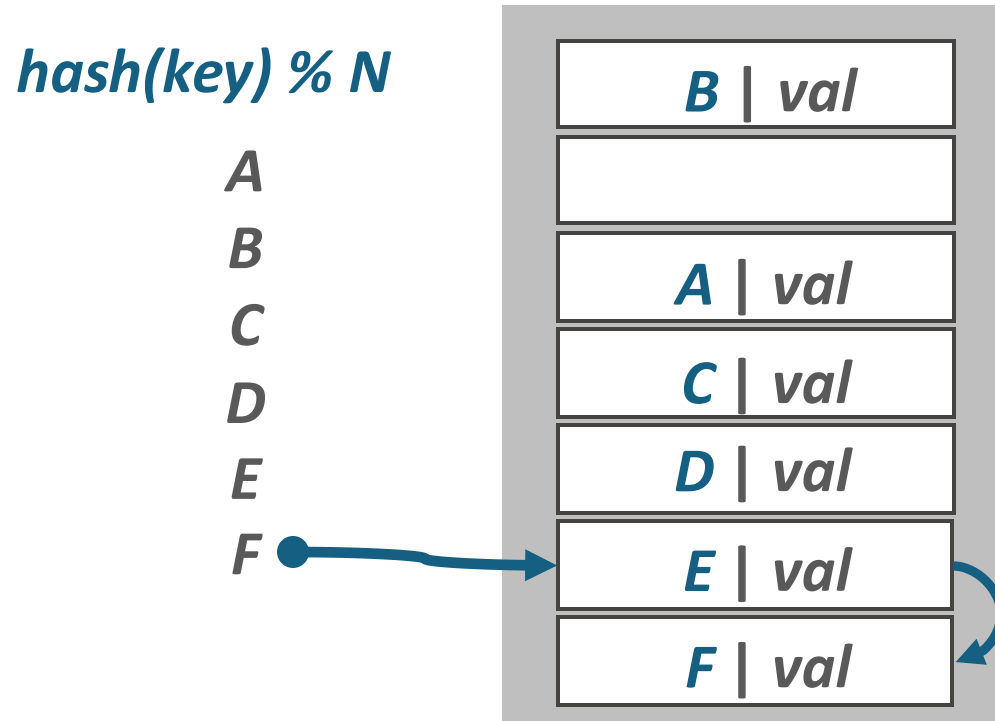 hash(key) % N
A
B
C
D
E
F
B | val
A | val
C | val
D | val
E | val
F | val